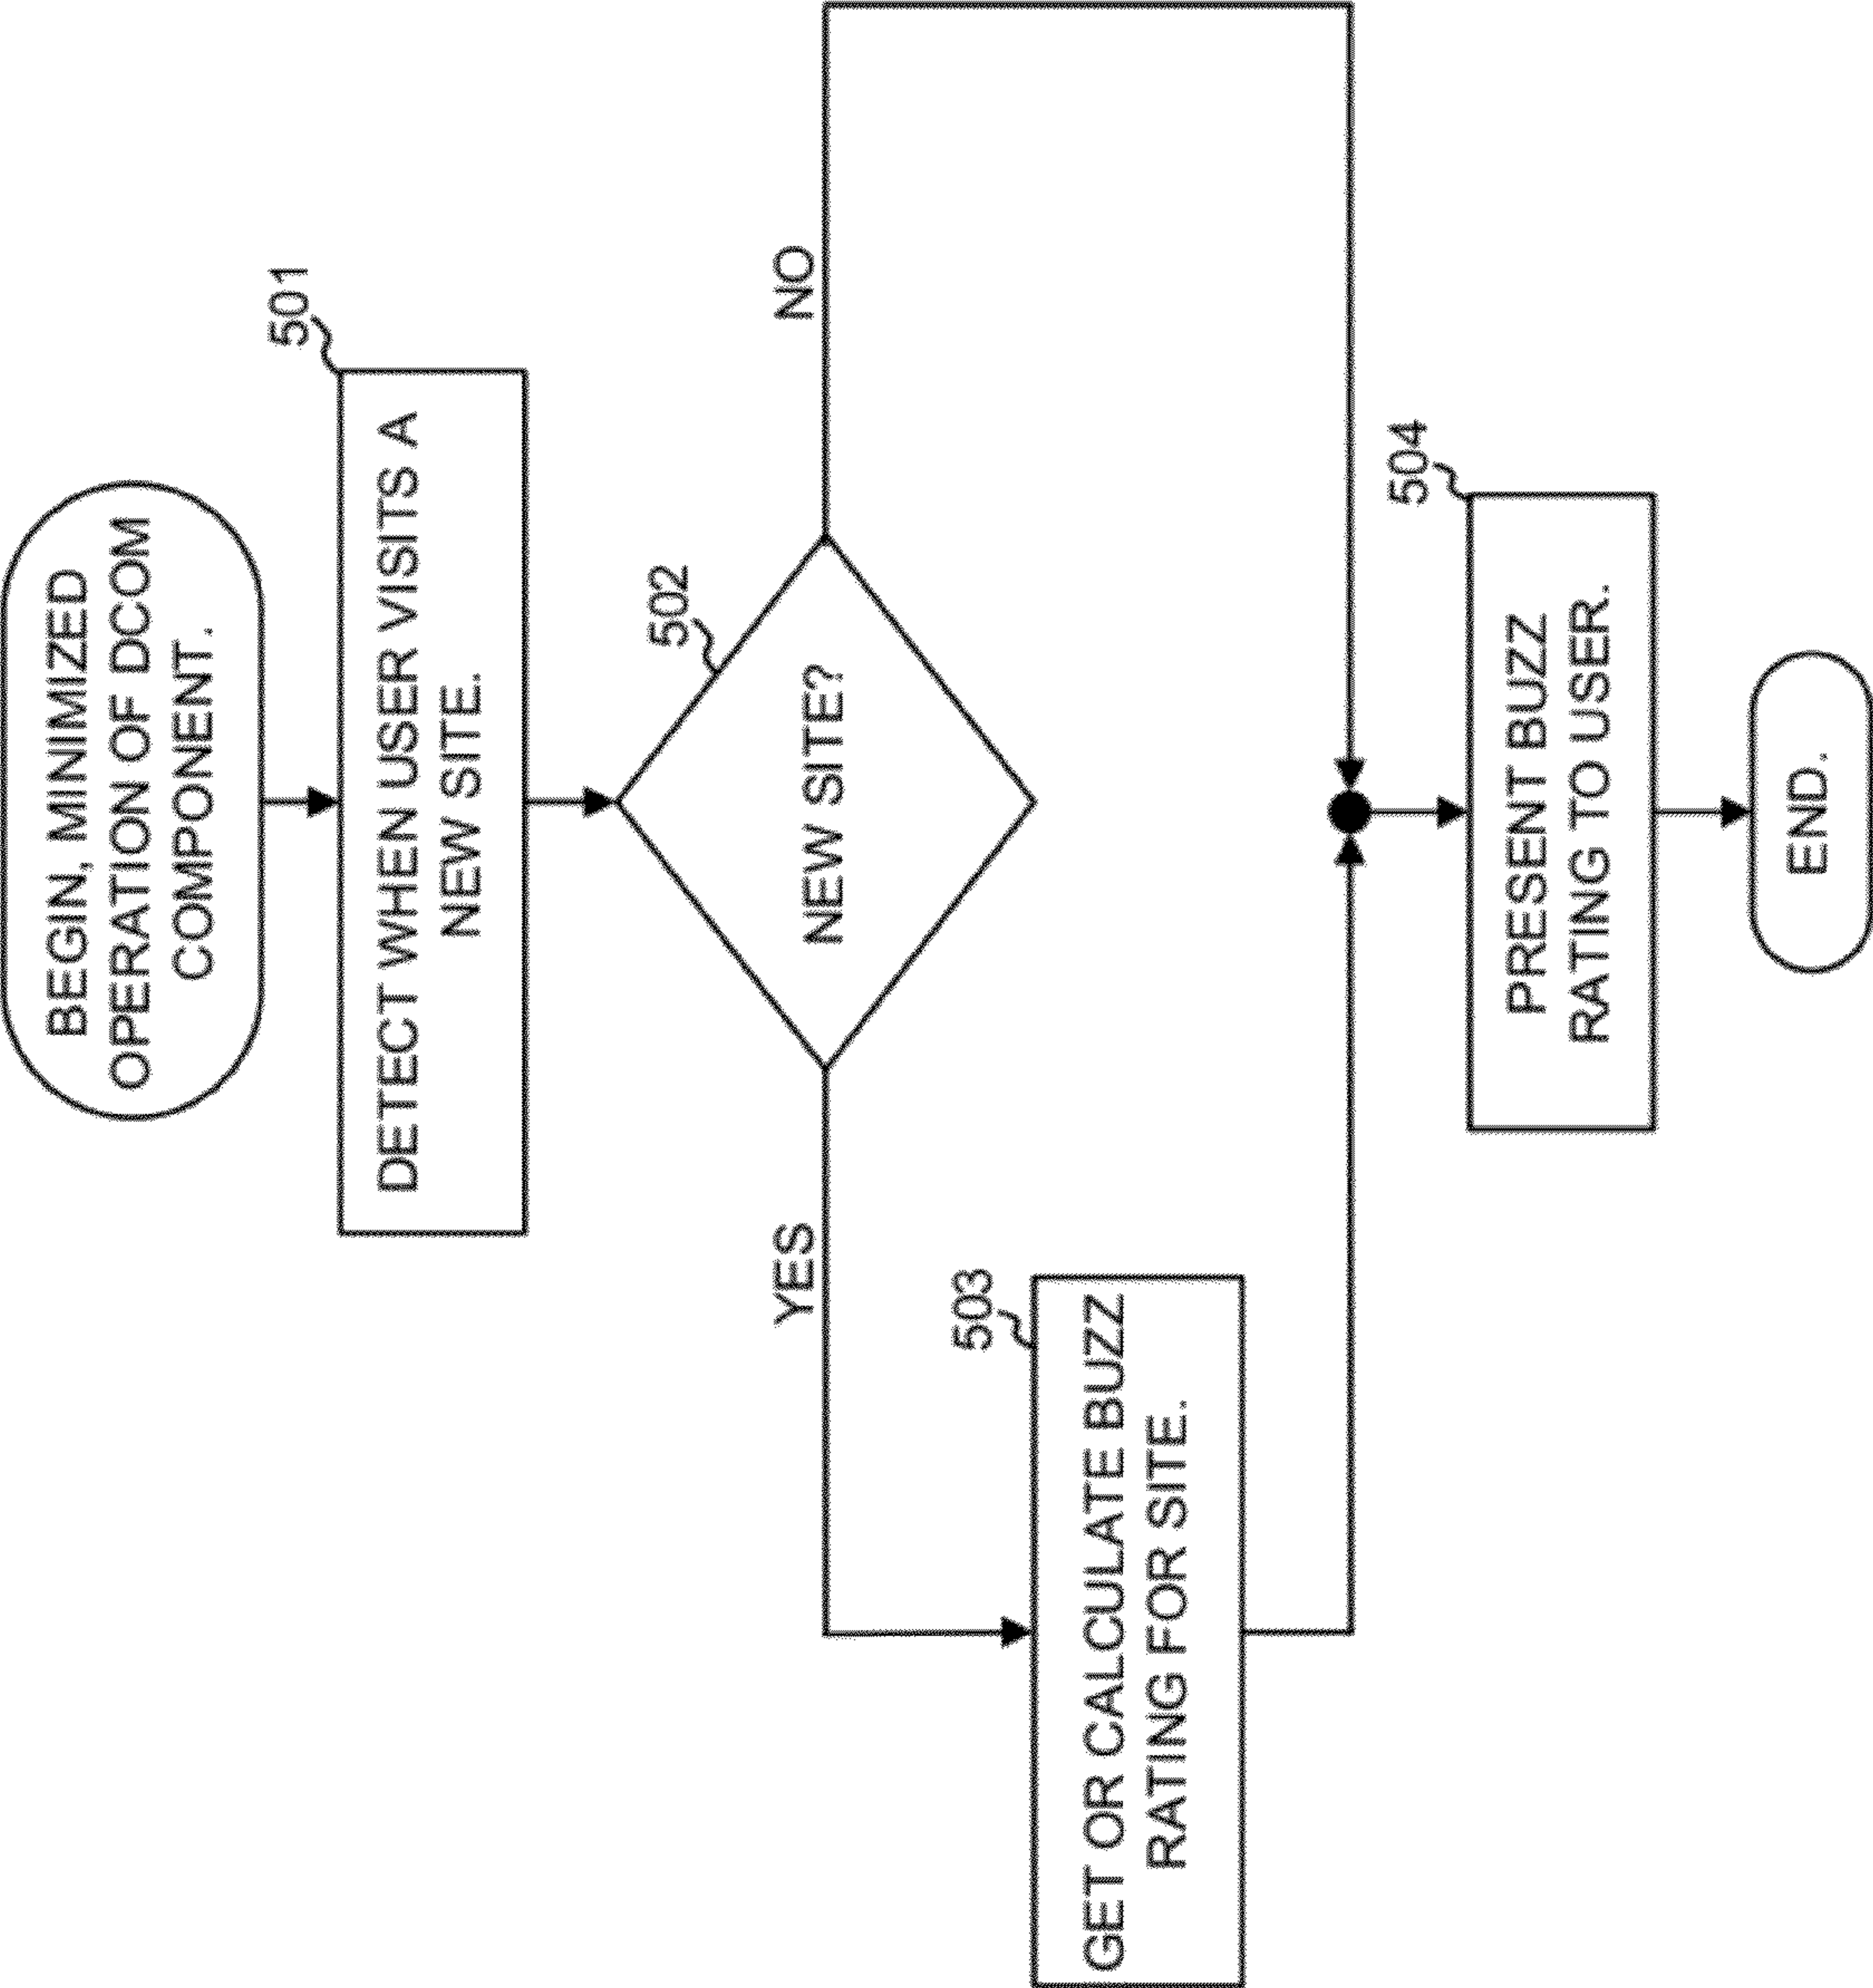 BEGIN, MINIMIZED
OPERATION OF DCOM
COMPONENT.
501
DETECT WHEN USER VISITS A
NEW SITE.
502
NEW SITE?
YES
NO
503
GET OR CALCULATE BUZZ
RATING FOR SITE.
504
PRESENT BUZZ
RATING TO USER.
END.